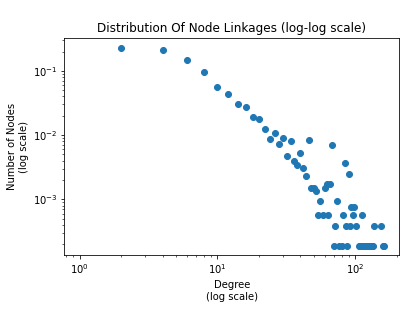 Distribution Of Node Linkages (log-log scale)
Number of Nodes
(log scale)
10⁻¹
10⁻²
10⁻³
10⁰
10¹
10²
Degree
(log scale)